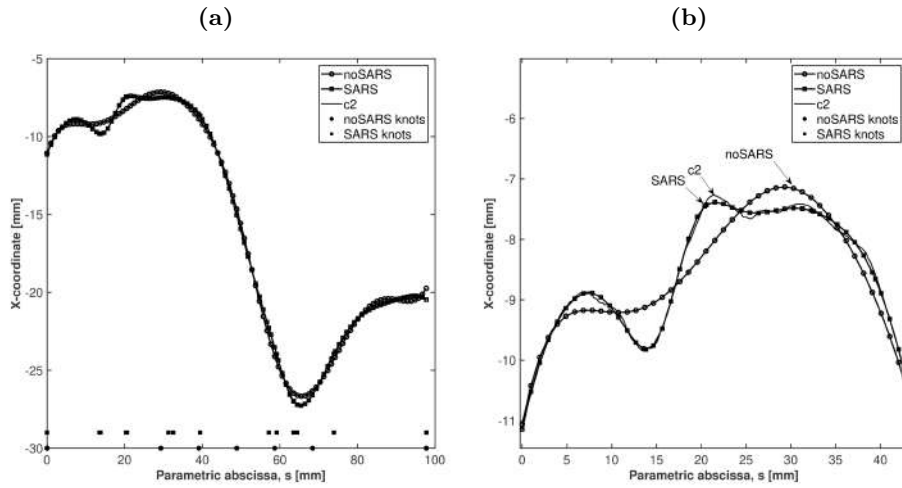 (a)
(b)
-5
-10
-15
-20
-25
-30
0
20
40
60
80
100
X-coordinate [mm]
Parametric abscissa, s [mm]
noSARS
SARS
c2
noSARS knots
SARS knots
-6
-7
-8
-9
-10
-11
0
5
10
15
20
25
30
35
40
X-coordinate [mm]
Parametric abscissa, s [mm]
noSARS
SARS
c2
noSARS knots
SARS knots
noSARS
c2
SARS